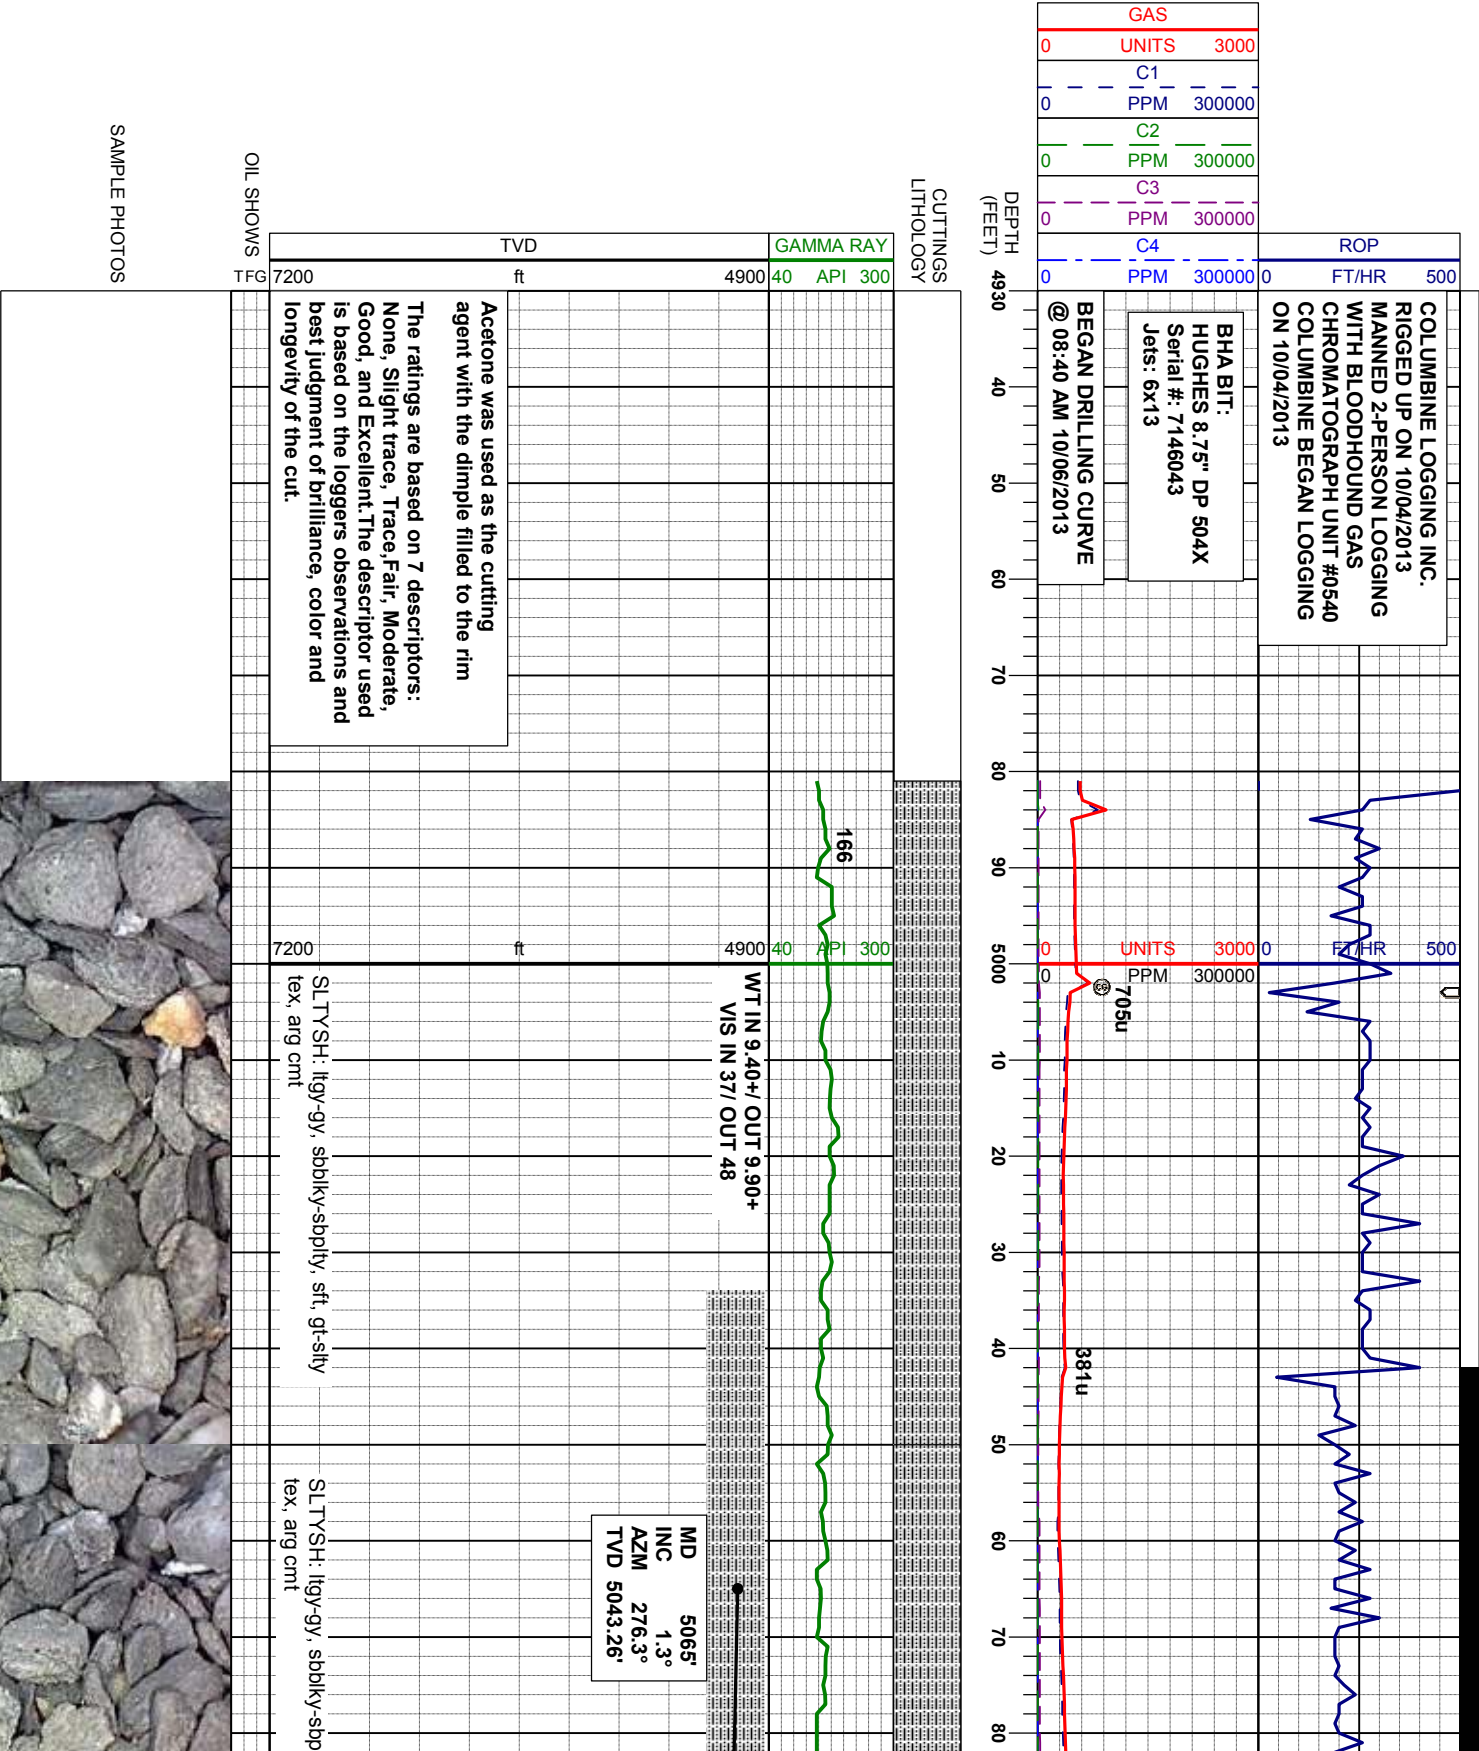 GAS
0 UNITS 3000
C1
0 PPM 300000
C2
0 PPM 300000
C3
0 PPM 300000
C4
0 PPM 300000
ROP
0 FT/HR 500
DEPTH
(FEET)
CUTTINGS
LITHOLOGY
GAMMA RAY
40 API 300
TVD
7200 ft 4900
OIL SHOWS
TFG
SAMPLE PHOTOS
COLUMBINE LOGGING INC.
RIGGED UP ON 10/04/2013
MANNED 2-PERSON LOGGING
WITH BLOODHOUND GAS
CHROMATOGRAPH UNIT #0540
COLUMBINE BEGAN LOGGING
ON 10/04/2013
BHA BIT:
HUGHES 8.75" DP 504X
Serial #: 7146043
Jets: 6x13
BEGAN DRILLING CURVE
@ 08:40 AM 10/06/2013
4930
40
50
60
70
80
90
5000
10
20
30
40
50
60
70
80
Acetone was used as the cutting
agent with the dimple filled to the rim
The ratings are based on 7 descriptors:
None, Slight trace, Trace,Fair, Moderate,
Good, and Excellent.The descriptor used
is based on the loggers observations and
best judgment of brilliance, color and
longevity of the cut.
166
0 FT/HR 500
0 UNITS 3000
0 PPM 300000
40 API 300
7200 ft 4900
CG
705u
381u
WT IN 9.40+/ OUT 9.90+
VIS IN 37/ OUT 48
SLTYSH: ltgy-gy, sbblky-sbplty, sft, gt-slty
tex, arg cmt
MD 5065'
INC 1.3°
AZM 276.3°
TVD 5043.26'
SLTYSH: ltgy-gy, sbblky-sbp
tex, arg cmt